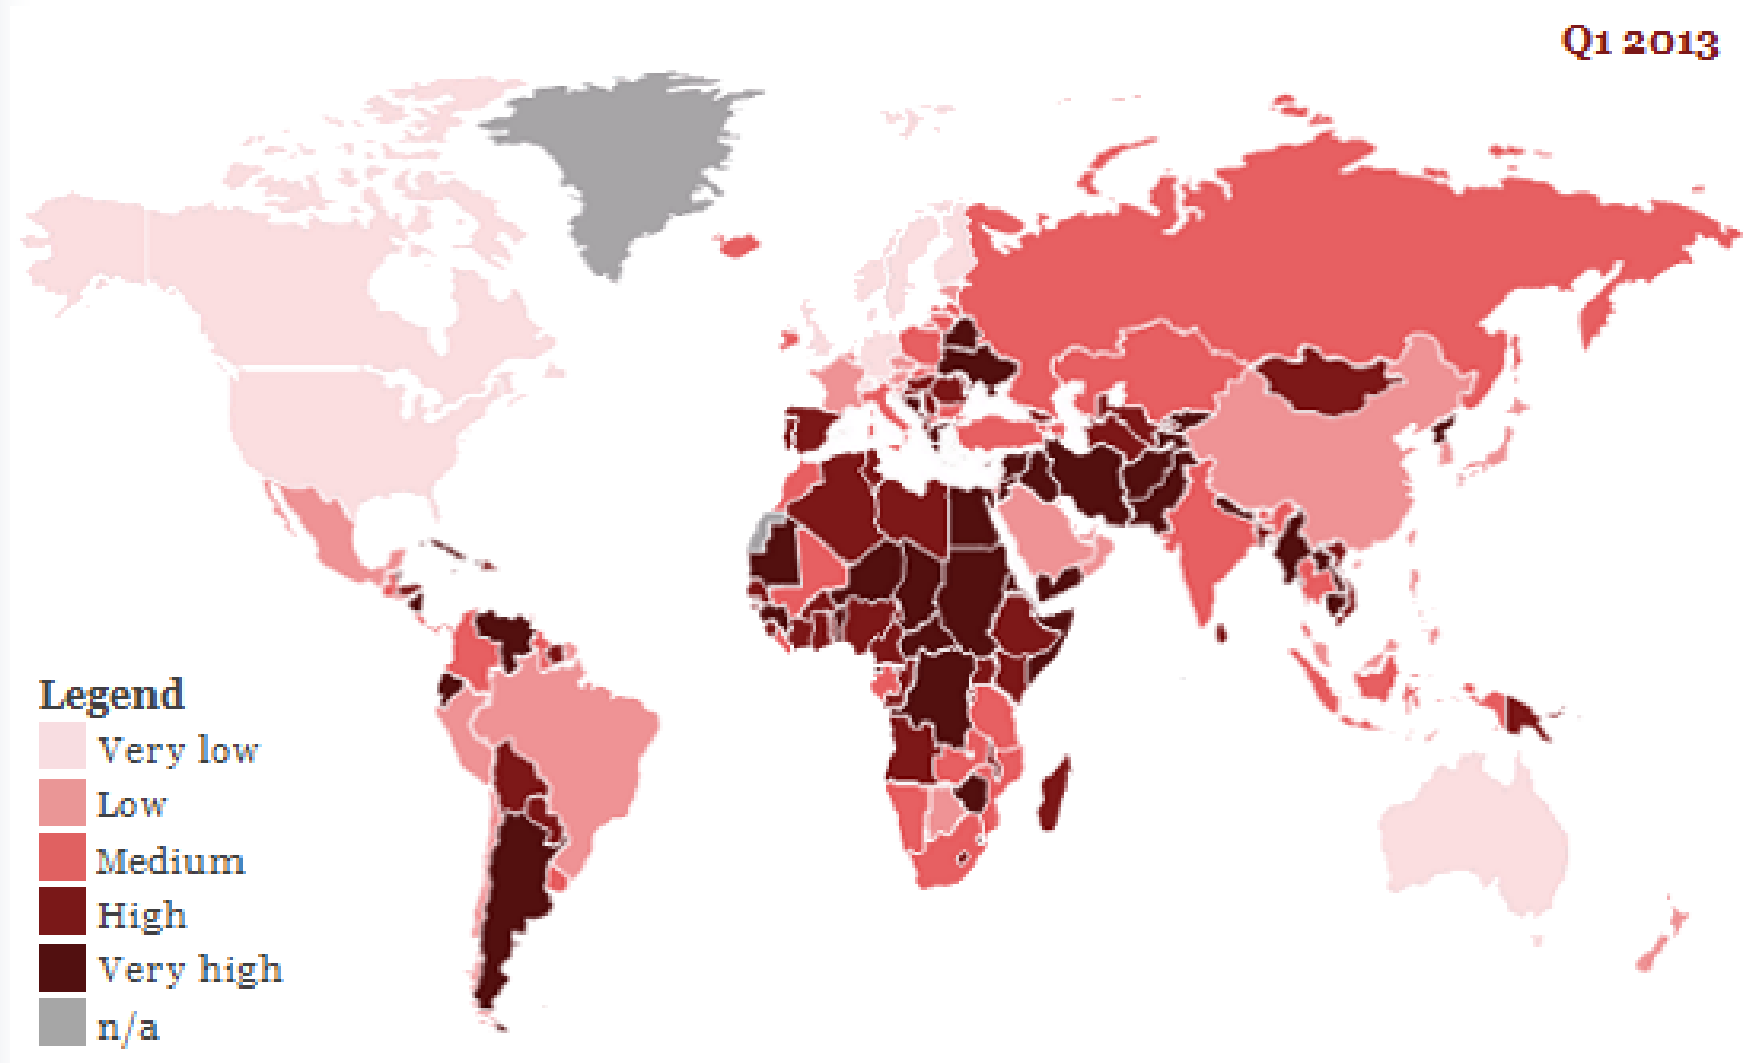 Q1 2013
Legend
Very low
Low
Medium
High
Very high
n/a